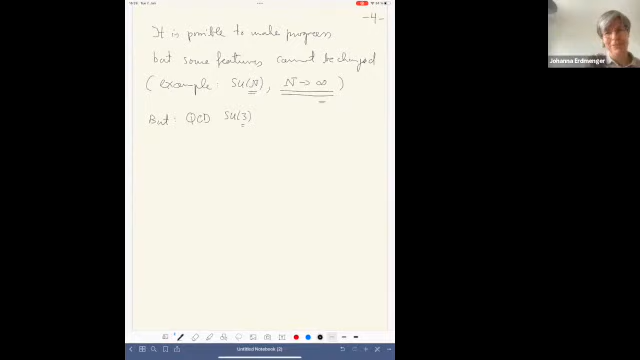 -4-
It is possible to make progress
but some features cannot be changed
(example: SU(N), N → ∞)
But: QCD SU(3)
Johanna Erdmenger
Untitled Notebook (2)